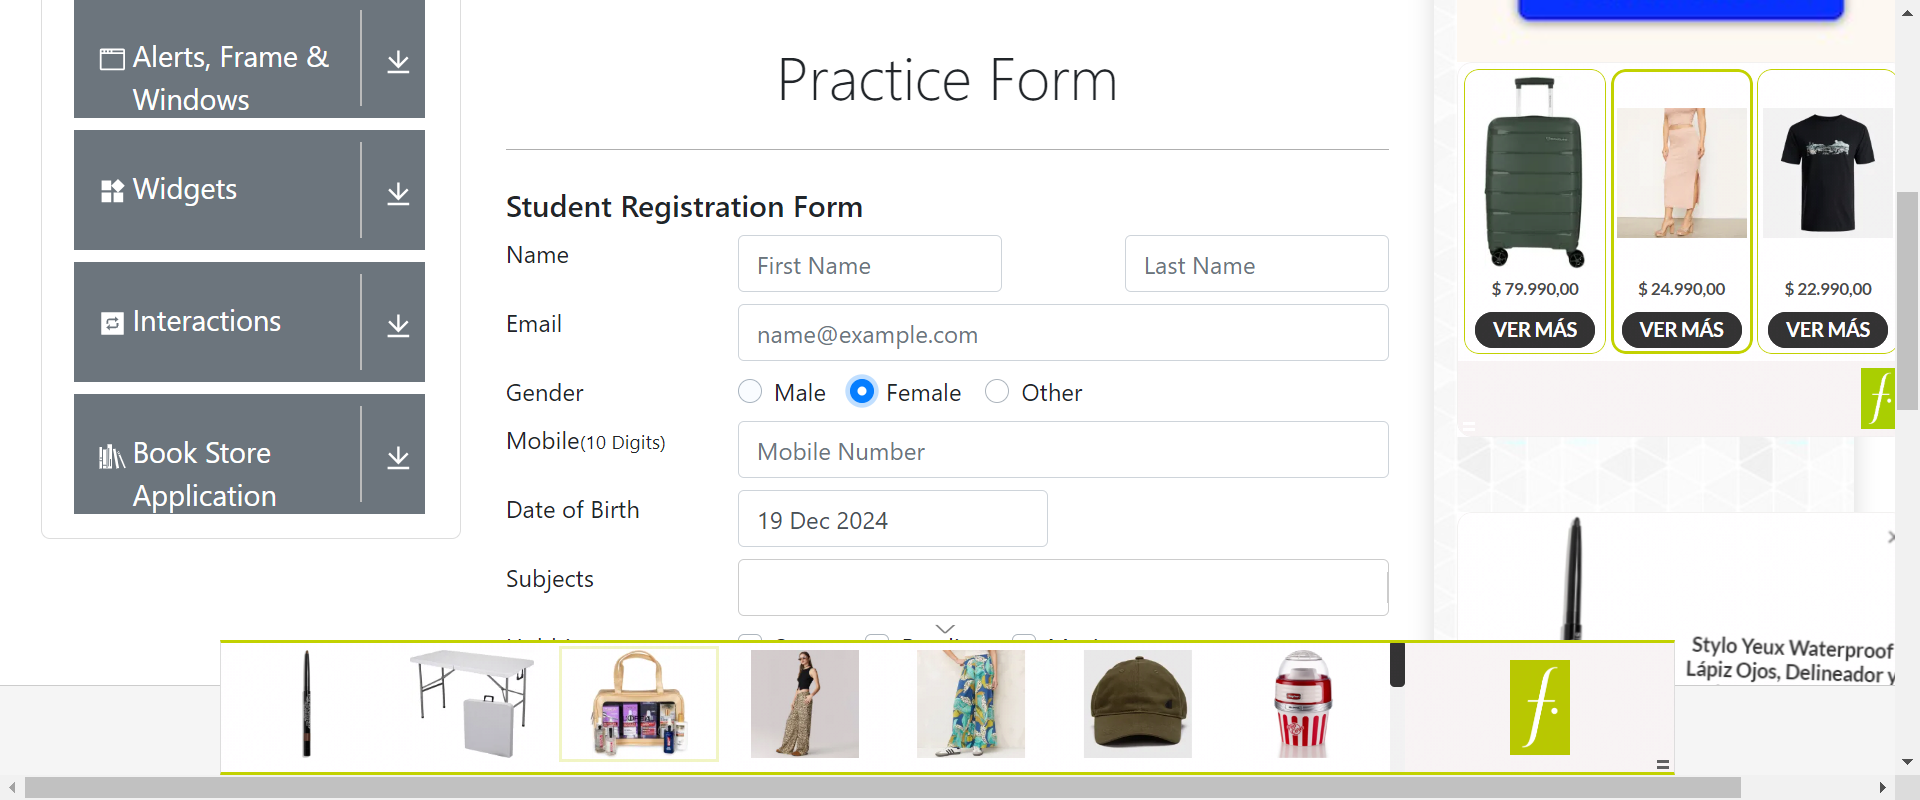 Alerts, Frame &
Windows
Widgets
Interactions
Book Store
Application
Practice Form
Student Registration Form
Name
First Name
Last Name
Email
name@example.com
Gender
Male
Female
Other
Mobile(10 Digits)
Mobile Number
Date of Birth
19 Dec 2024
Subjects
$ 79.990,00
$ 24.990,00
$ 22.990,00
VER MÁS
VER MÁS
VER MÁS
f.
Stylo Yeux Waterproof
Lápiz Ojos, Delineador y
f.